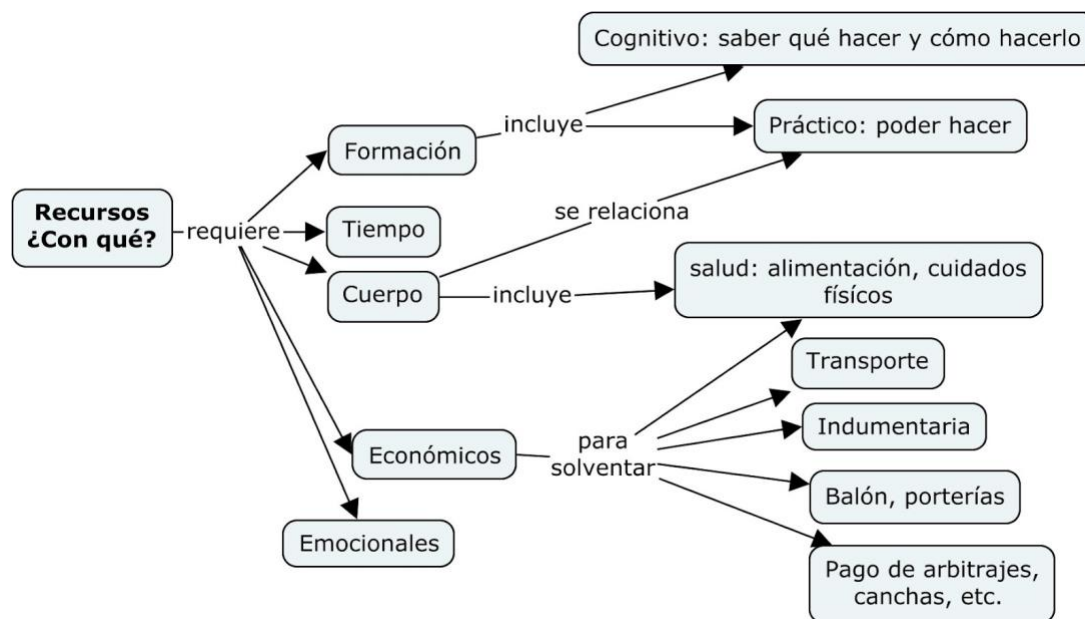 Cognitivo: saber qué hacer y cómo hacerlo
incluye
Práctico: poder hacer
Formación
Recursos
¿Con qué?
requiere
Tiempo
se relaciona
Cuerpo
incluye
salud: alimentación, cuidados
físicos
Transporte
Indumentaria
Económicos
para
solventar
Balón, porterías
Emocionales
Pago de arbitrajes,
canchas, etc.